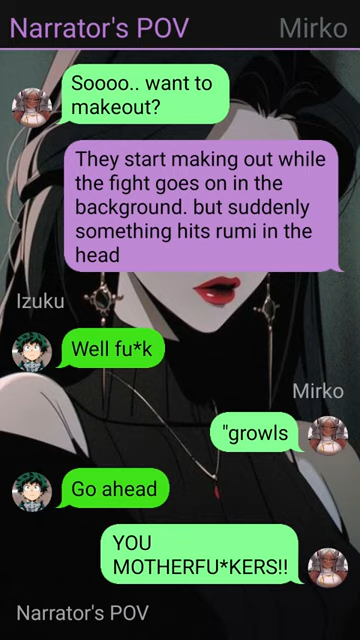 Narrator's POV
Mirko
Soooo.. want to
makeout?
They start making out while
the fight goes on in the
background. but suddenly
something hits rumi in the
head
Izuku
Well fu*k
Mirko
"growls
Go ahead
YOU
MOTHERFU*KERS!!
Narrator's POV